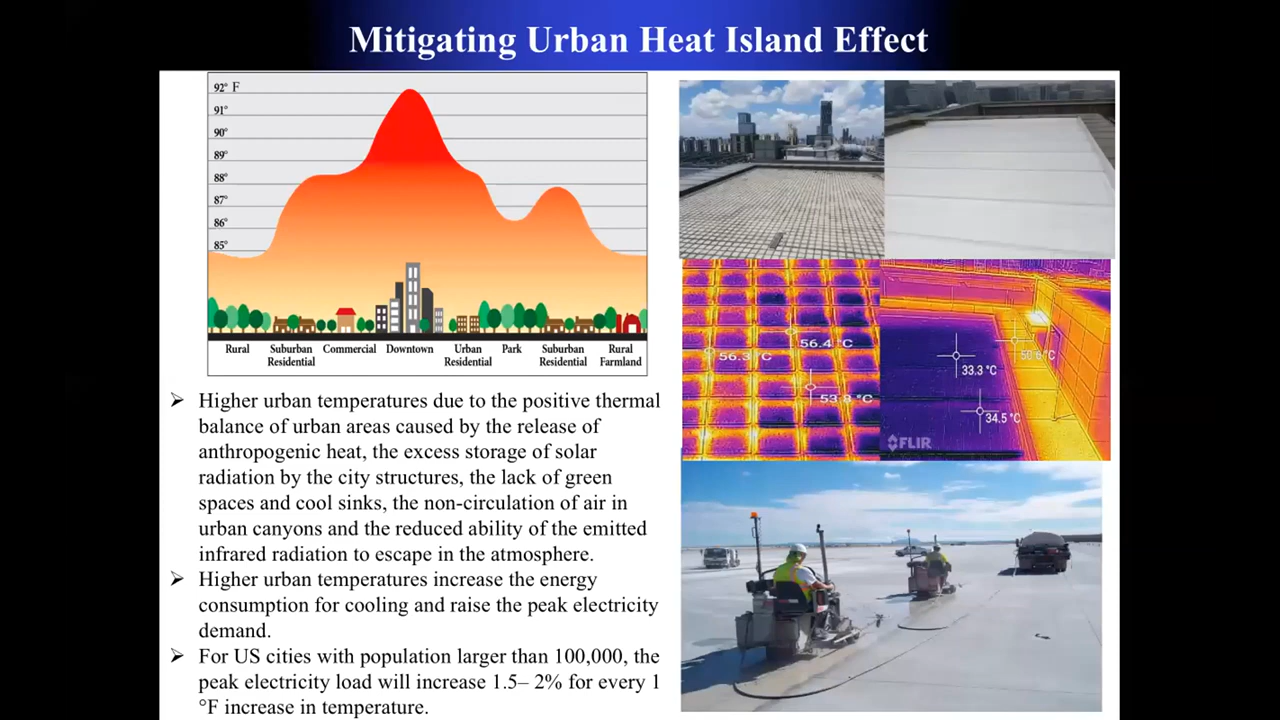 Mitigating Urban Heat Island Effect
92° F
91°
90°
89°
88°
87°
86°
85°
Rural
Suburban
Residential
Commercial
Downtown
Urban
Residential
Park
Suburban
Residential
Rural
Farmland
➢ Higher urban temperatures due to the positive thermal
balance of urban areas caused by the release of
anthropogenic heat, the excess storage of solar
radiation by the city structures, the lack of green
spaces and cool sinks, the non-circulation of air in
urban canyons and the reduced ability of the emitted
infrared radiation to escape in the atmosphere.
➢ Higher urban temperatures increase the energy
consumption for cooling and raise the peak electricity
demand.
➢ For US cities with population larger than 100,000, the
peak electricity load will increase 1.5– 2% for every 1
°F increase in temperature.
56.3 °C
56.4 °C
°C
°C
33.3 °C
34.5 °C
FLIR